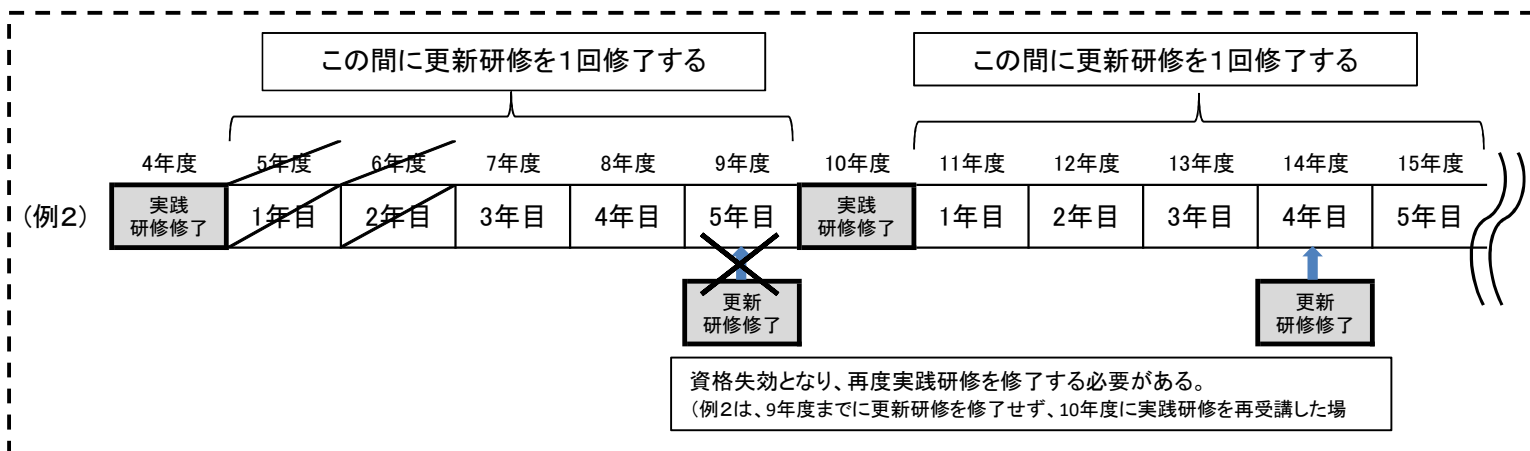 この間に更新研修を1回修了する
この間に更新研修を1回修了する
4年度 5年度 6年度 7年度 8年度 9年度 10年度 11年度 12年度 13年度 14年度 15年度
(例2)
実践
研修修了
1年目 2年目 3年目 4年目 5年目
実践
研修修了
1年目 2年目 3年目 4年目 5年目
更新
研修修了
更新
研修修了
資格失効となり、再度実践研修を修了する必要がある。
(例2は、9年度までに更新研修を修了せず、10年度に実践研修を再受講した場